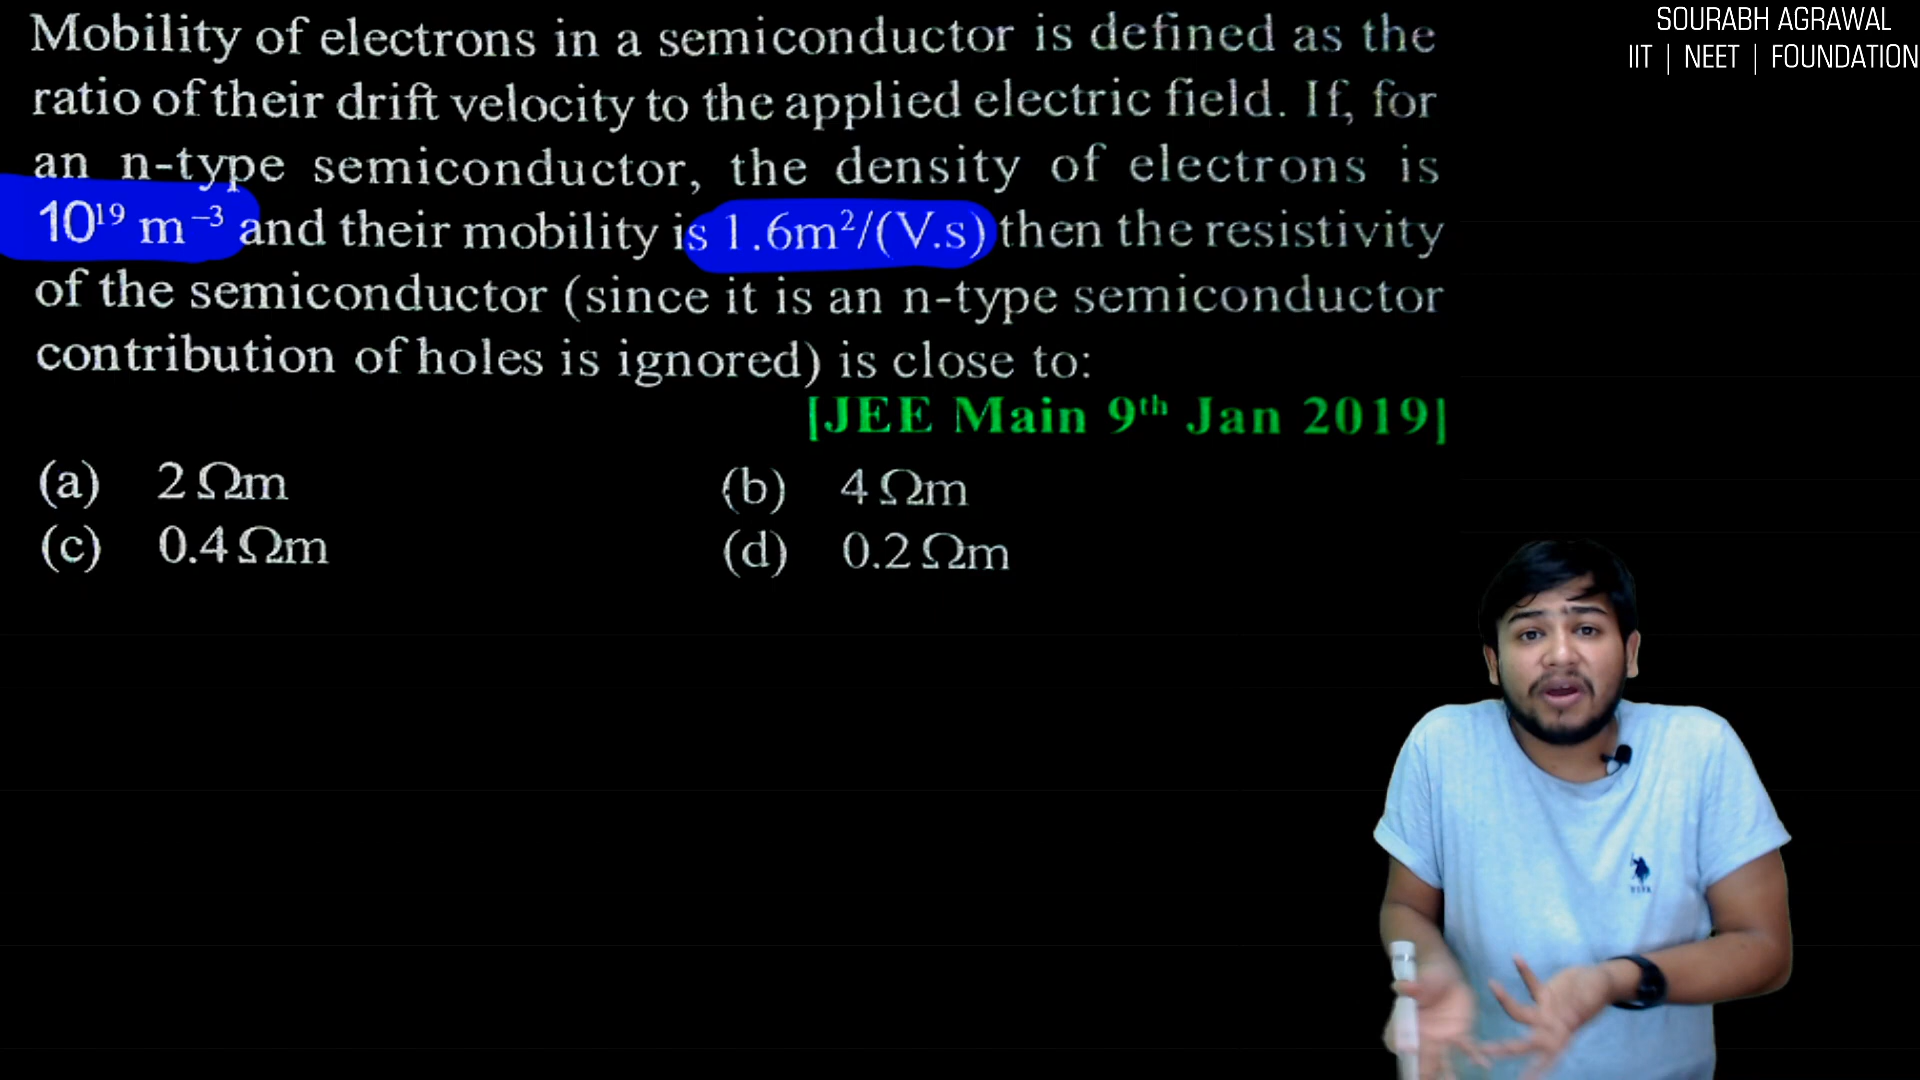 SOURABH AGRAWAL
IIT | NEET | FOUNDATION
Mobility of electrons in a semiconductor is defined as the
ratio of their drift velocity to the applied electric field. If, for
an n-type semiconductor, the density of electrons is
10¹⁹ m⁻³ and their mobility is 1.6m²/(V.s) then the resistivity
of the semiconductor (since it is an n-type semiconductor
contribution of holes is ignored) is close to:
[JEE Main 9ᵗʰ Jan 2019]
(a) 2 Ωm (b) 4 Ωm
(c) 0.4 Ωm (d) 0.2 Ωm